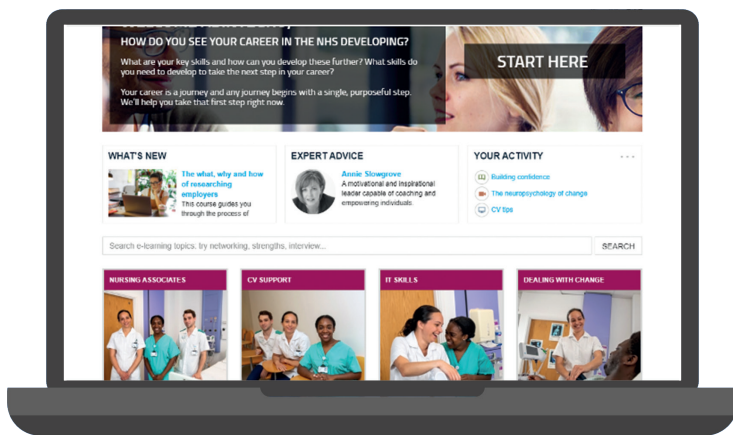 HOW DO YOU SEE YOUR CAREER IN THE NHS DEVELOPING?
What are your key skills and how can you develop these further? What skills do
you need to develop to take the next step in your career?
Your career is a journey and any journey begins with a single, purposeful step.
We'll help you take that first step right now.
START HERE
WHAT'S NEW
The what, why and how
of researching
employers
This course guides you
through the process of
EXPERT ADVICE
Annie Slowgrove
A motivational and inspirational
leader capable of coaching and
empowering individuals.
YOUR ACTIVITY
Building confidence
The neuropsychology of change
CV tips
Search e-learning topics. try networking, strengths, interview...
SEARCH
NURSING ASSOCIATES
CV SUPPORT
IT SKILLS
DEALING WITH CHANGE